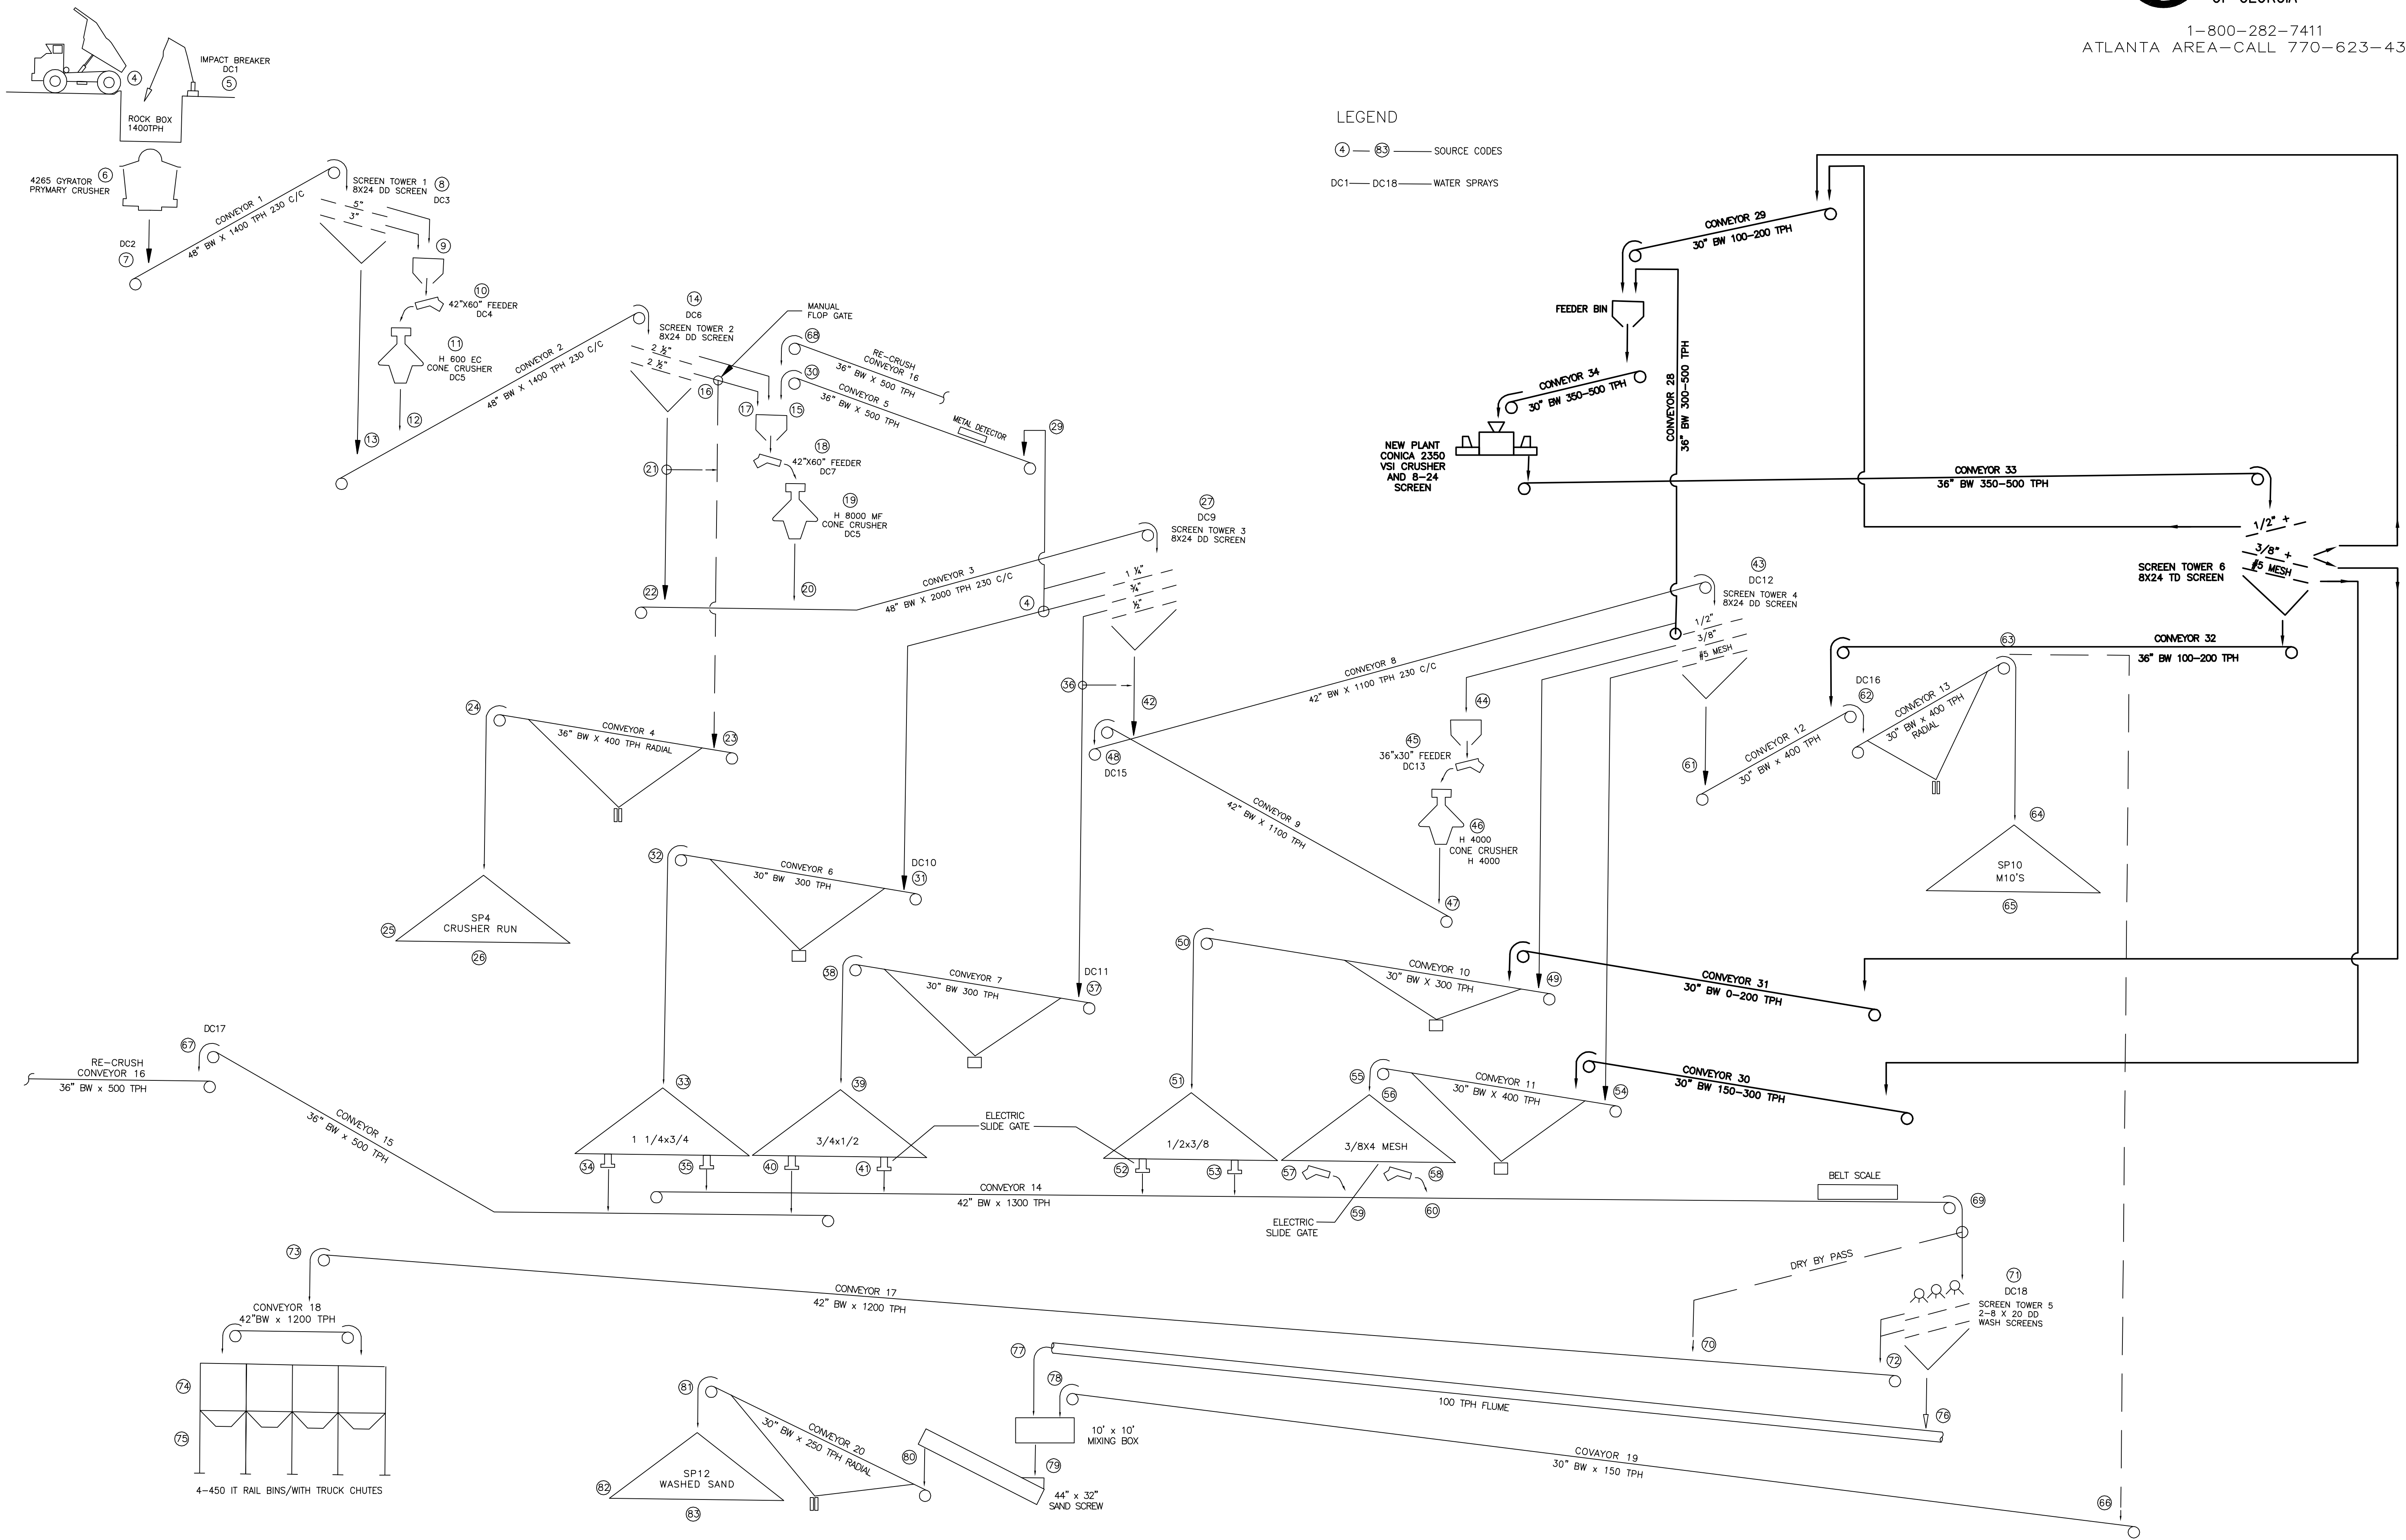 OF GEORGIA
1-800-282-7411
ATLANTA AREA-CALL 770-623-43
LEGEND
4 83 SOURCE CODES
DC1 DC18 WATER SPRAYS
4
IMPACT BREAKER
DC1
5
ROCK BOX
1400TPH
6
4265 GYRATOR
PRYMARY CRUSHER
DC2
7
CONVEYOR 1
48" BW X 1400 TPH 230 C/C
SCREEN TOWER 1
8X24 DD SCREEN
8
DC3
5"
3"
9
10
42"X60" FEEDER
DC4
11
H 600 EC
CONE CRUSHER
DC5
12
13
CONVEYOR 2
48" BW X 1400 TPH 230 C/C
14
DC6
SCREEN TOWER 2
8X24 DD SCREEN
2 ½"
2 ½"
MANUAL
FLOP GATE
16
17
15
68
RE-CRUSH
CONVEYOR 16
36" BW X 500 TPH
30
CONVEYOR 5
36" BW X 500 TPH
METAL DETECTOR
29
18
42"X60" FEEDER
DC7
19
H 8000 MF
CONE CRUSHER
DC5
20
21
22
CONVEYOR 3
48" BW X 2000 TPH 230 C/C
27
DC9
SCREEN TOWER 3
8X24 DD SCREEN
1 ¼"
¾"
½"
4
36
42
CONVEYOR 29
30" BW 100-200 TPH
FEEDER BIN
CONVEYOR 34
30" BW 350-500 TPH
CONVEYOR 28
36" BW 300-500 TPH
NEW PLANT
CONICA 2350
VSI CRUSHER
AND 8-24
SCREEN
CONVEYOR 33
36" BW 350-500 TPH
1/2" +
3/8" +
#5 MESH
SCREEN TOWER 6
8X24 TD SCREEN
CONVEYOR 32
36" BW 100-200 TPH
43
DC12
SCREEN TOWER 4
8X24 DD SCREEN
1/2"
3/8"
#5 MESH
CONVEYOR 8
42" BW X 1100 TPH 230 C/C
44
45
36"x30" FEEDER
DC13
46
H 4000
CONE CRUSHER
H 4000
47
48
DC15
CONVEYOR 9
42" BW X 1100 TPH
61
CONVEYOR 12
30" BW x 400 TPH
DC16
62
CONVEYOR 13
30" BW x 400 TPH
RADIAL
63
64
SP10
M10'S
65
24
CONVEYOR 4
36" BW X 400 TPH RADIAL
23
25
SP4
CRUSHER RUN
26
32
CONVEYOR 6
30" BW 300 TPH
DC10
31
38
CONVEYOR 7
30" BW 300 TPH
DC11
37
50
CONVEYOR 10
30" BW X 300 TPH
49
CONVEYOR 31
30" BW 0-200 TPH
55
56
CONVEYOR 11
30" BW X 400 TPH
54
CONVEYOR 30
30" BW 150-300 TPH
DC17
67
RE-CRUSH
CONVEYOR 16
36" BW x 500 TPH
CONVEYOR 15
36" BW x 500 TPH
33
1 1/4x3/4
34
35
39
3/4x1/2
40
41
ELECTRIC
SLIDE GATE
51
1/2x3/8
52
53
3/8X4 MESH
57
58
59
60
ELECTRIC
SLIDE GATE
CONVEYOR 14
42" BW x 1300 TPH
BELT SCALE
69
DRY BY PASS
70
71
DC18
SCREEN TOWER 5
2-8 X 20 DD
WASH SCREENS
72
73
CONVEYOR 17
42" BW x 1200 TPH
CONVEYOR 18
42"BW x 1200 TPH
74
75
4-450 IT RAIL BINS/WITH TRUCK CHUTES
76
77
100 TPH FLUME
78
COVAYOR 19
30" BW x 150 TPH
66
10' x 10'
MIXING BOX
79
44" x 32"
SAND SCREW
80
81
CONVEYOR 20
30" BW x 250 TPH RADIAL
82
SP12
WASHED SAND
83